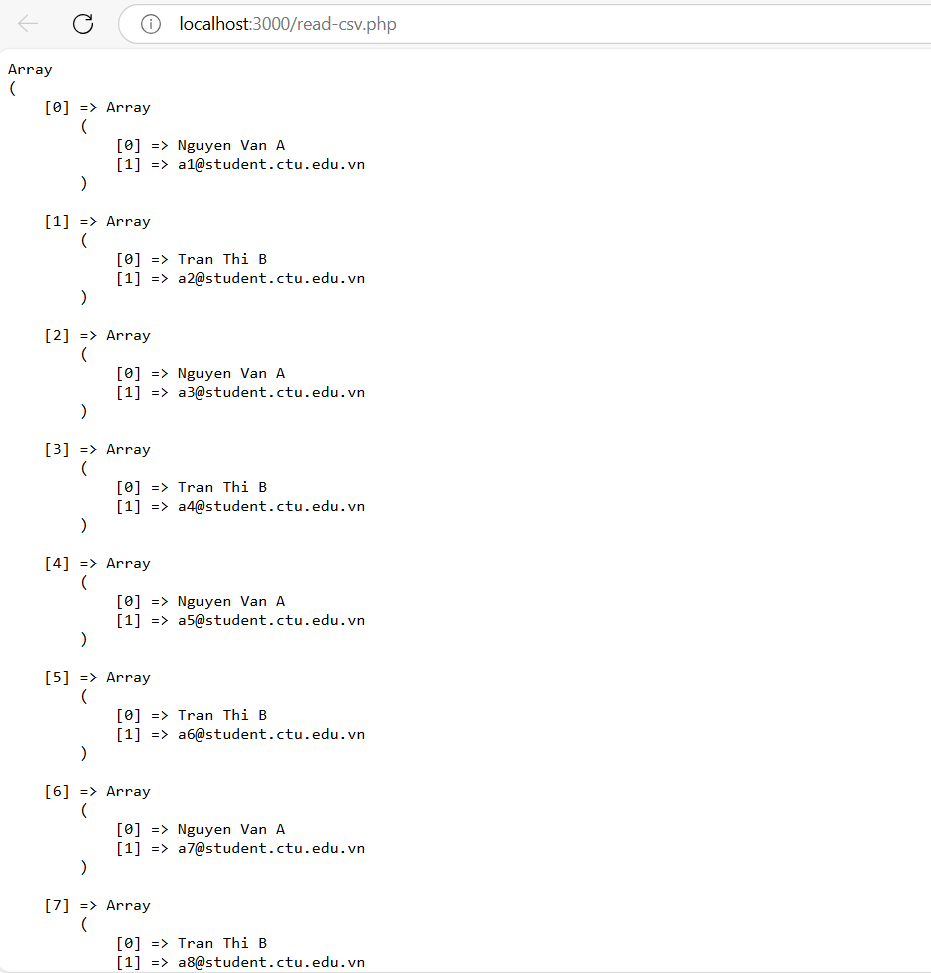 localhost:3000/read-csv.php
Array
(
[0] => Array
(
[0] => Nguyen Van A
[1] => a1@student.ctu.edu.vn
)
[1] => Array
(
[0] => Tran Thi B
[1] => a2@student.ctu.edu.vn
)
[2] => Array
(
[0] => Nguyen Van A
[1] => a3@student.ctu.edu.vn
)
[3] => Array
(
[0] => Tran Thi B
[1] => a4@student.ctu.edu.vn
)
[4] => Array
(
[0] => Nguyen Van A
[1] => a5@student.ctu.edu.vn
)
[5] => Array
(
[0] => Tran Thi B
[1] => a6@student.ctu.edu.vn
)
[6] => Array
(
[0] => Nguyen Van A
[1] => a7@student.ctu.edu.vn
)
[7] => Array
(
[0] => Tran Thi B
[1] => a8@student.ctu.edu.vn